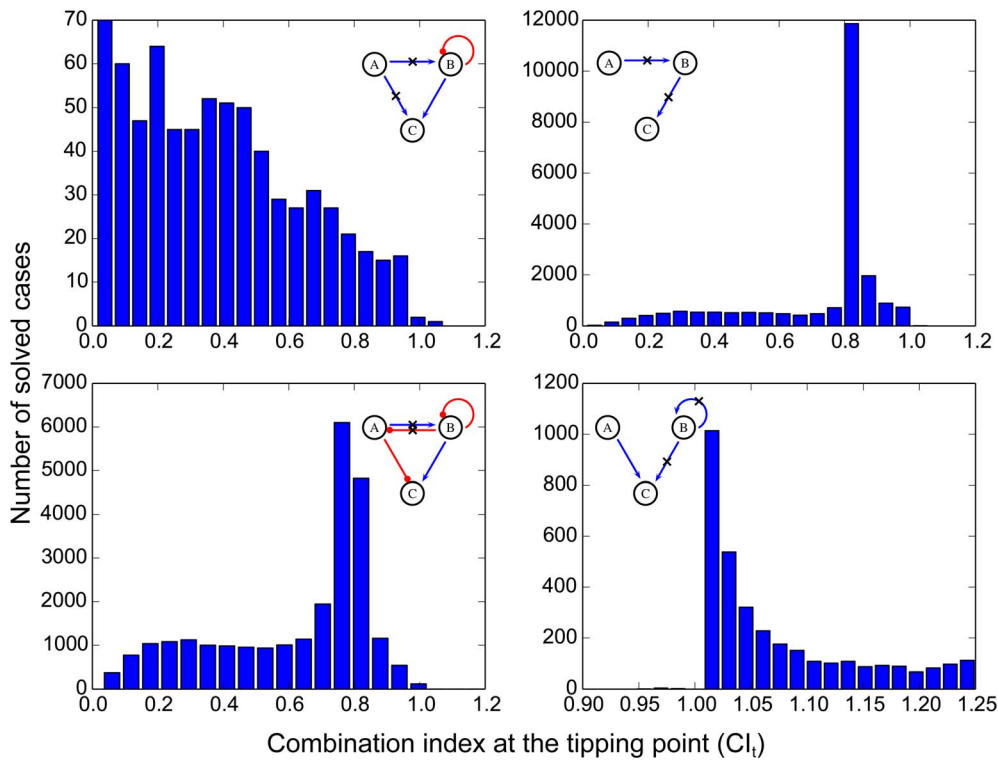 Number of solved cases
70
60
50
40
30
20
10
0
0.0 0.2 0.4 0.6 0.8 1.0 1.2
A B
C
12000
10000
8000
6000
4000
2000
0
0.0 0.2 0.4 0.6 0.8 1.0 1.2
A B
C
7000
6000
5000
4000
3000
2000
1000
0
0.0 0.2 0.4 0.6 0.8 1.0 1.2
A B
C
1200
1000
800
600
400
200
0
0.90 0.95 1.00 1.05 1.10 1.15 1.20 1.25
A B
C
Combination index at the tipping point (CIt)